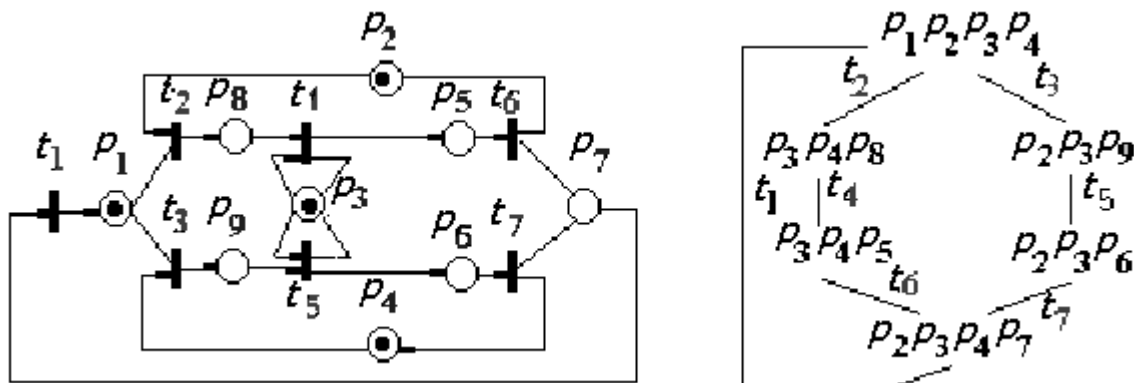 p2
t2 p8 t1 p5 t6
t1 p1 p3 p7
t3 p9 p6 t7
t5 p4
p1p2p3p4
t2 t3
p3p4p8 p2p3p9
t1 t4 t5
p3p4p5 p2p3p6
t6 t7
p2p3p4p7